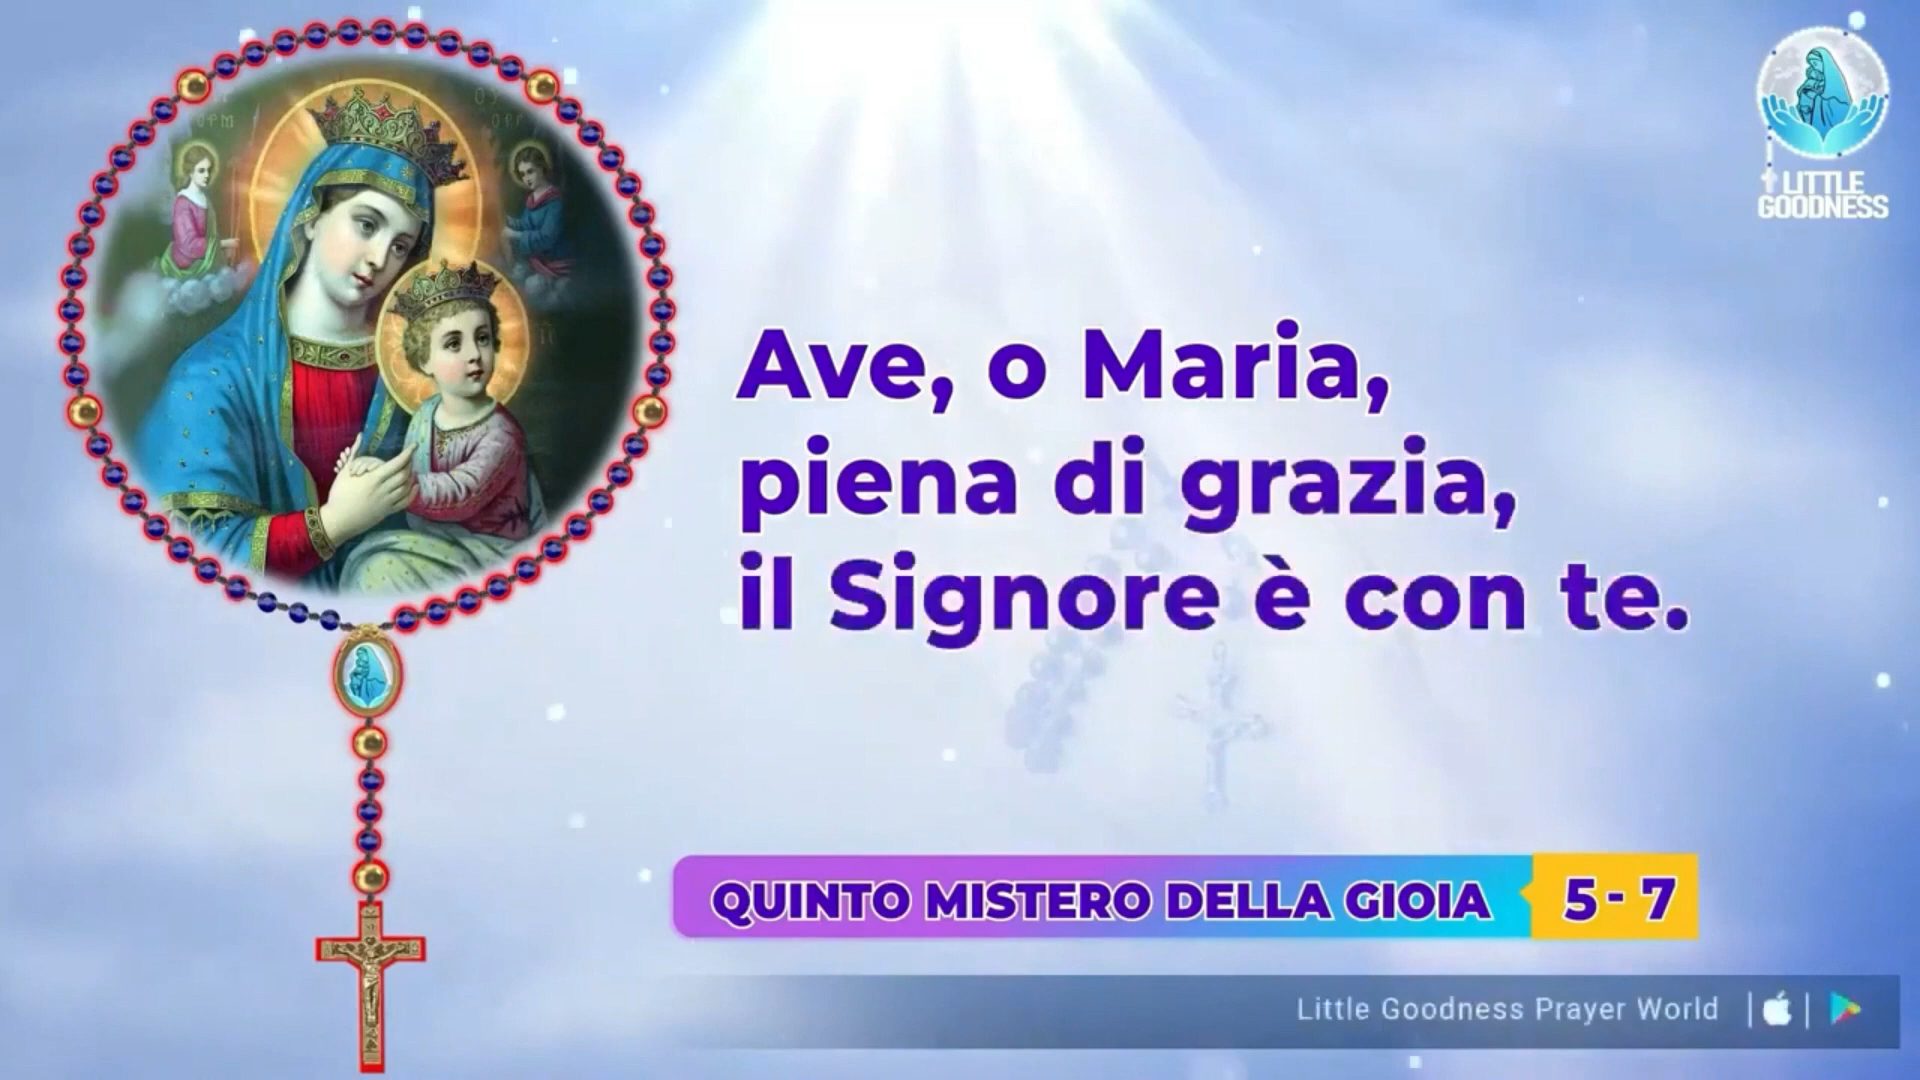 LITTLE
GOODNESS
Ave, o Maria,
piena di grazia,
il Signore è con te.
QUINTO MISTERO DELLA GIOIA 5 - 7
Little Goodness Prayer World